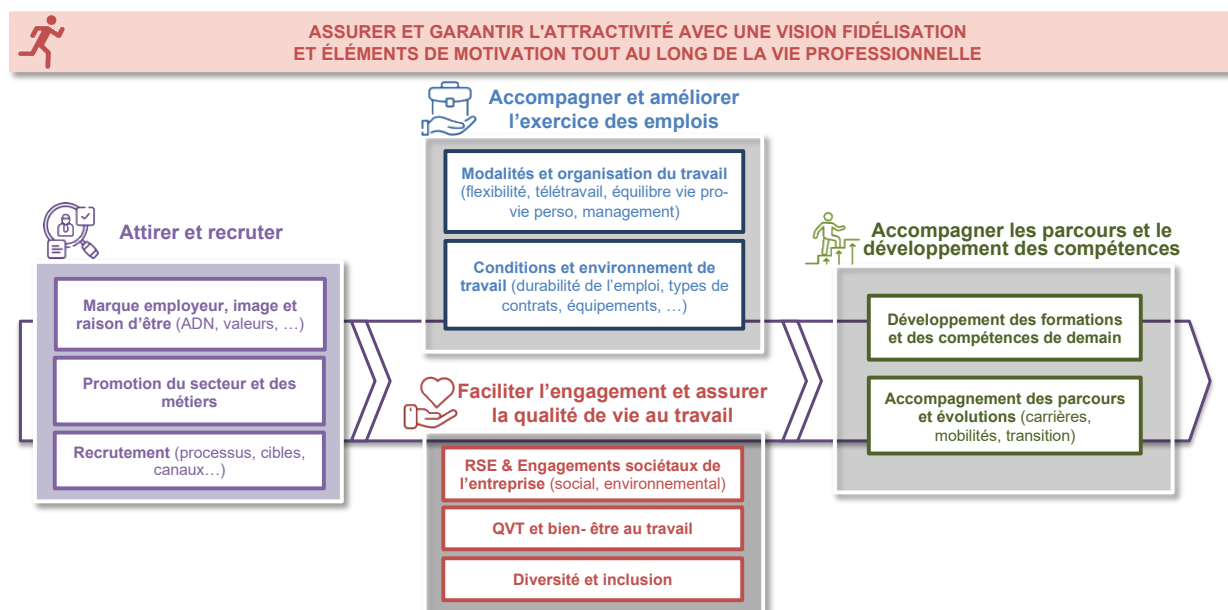 ASSURER ET GARANTIR L'ATTRACTIVITÉ AVEC UNE VISION FIDÉLISATION
ET ÉLÉMENTS DE MOTIVATION TOUT AU LONG DE LA VIE PROFESSIONNELLE
Attirer et recruter
Marque employeur, image et
raison d’être (ADN, valeurs, …)
Promotion du secteur et des
métiers
Recrutement (processus, cibles,
canaux…)
Accompagner et améliorer
l’exercice des emplois
Modalités et organisation du travail
(flexibilité, télétravail, équilibre vie pro-
vie perso, management)
Conditions et environnement de
travail (durabilité de l’emploi, types de
contrats, équipements, …)
Faciliter l’engagement et assurer
la qualité de vie au travail
RSE & Engagements sociétaux de
l’entreprise (social, environnemental)
QVT et bien- être au travail
Diversité et inclusion
Accompagner les parcours et le
développement des compétences
Développement des formations
et des compétences de demain
Accompagnement des parcours
et évolutions (carrières,
mobilités, transition)